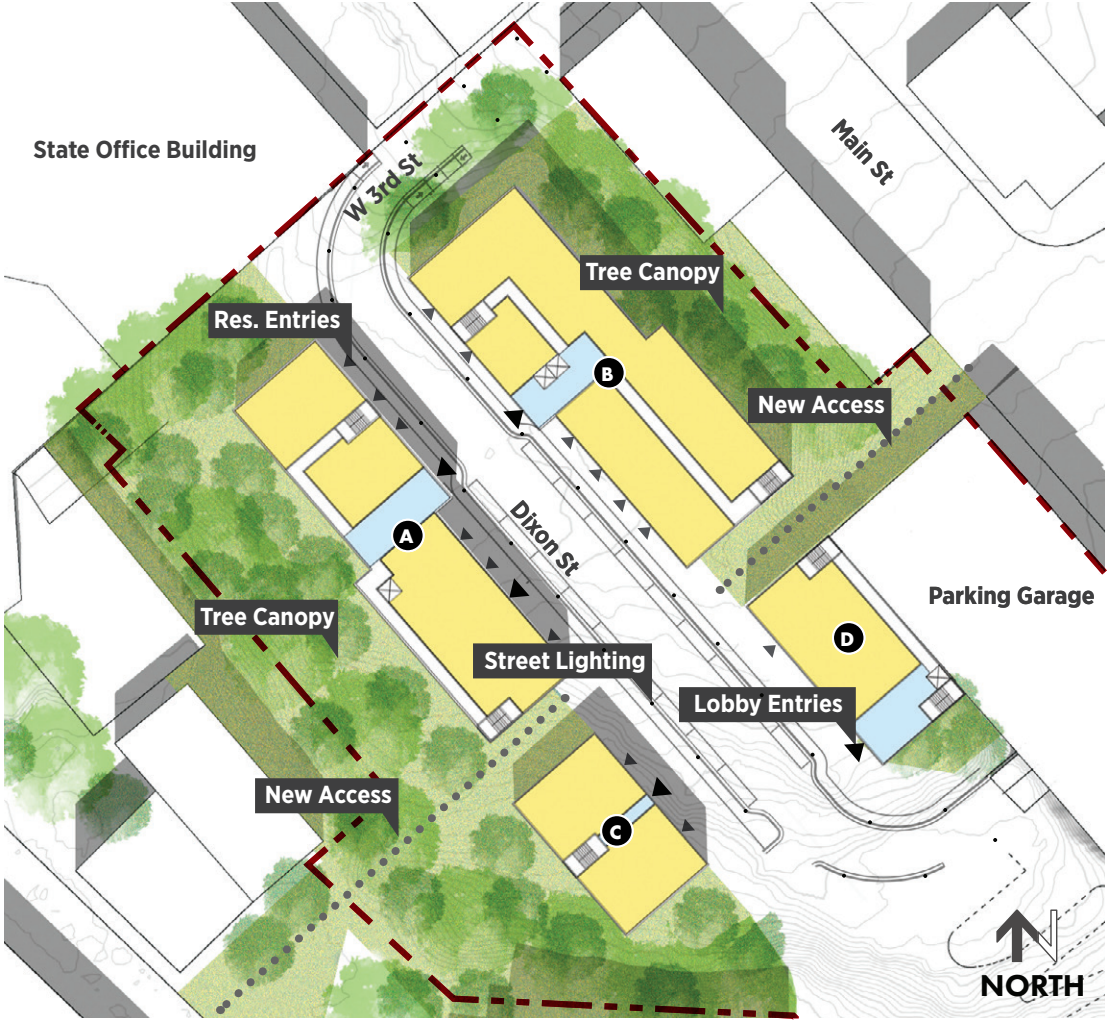 State Office Building
W 3rd St
Main St
Tree Canopy
Res. Entries
B
New Access
A
Dixon St
Parking Garage
Tree Canopy
D
Street Lighting
Lobby Entries
New Access
C
N
NORTH